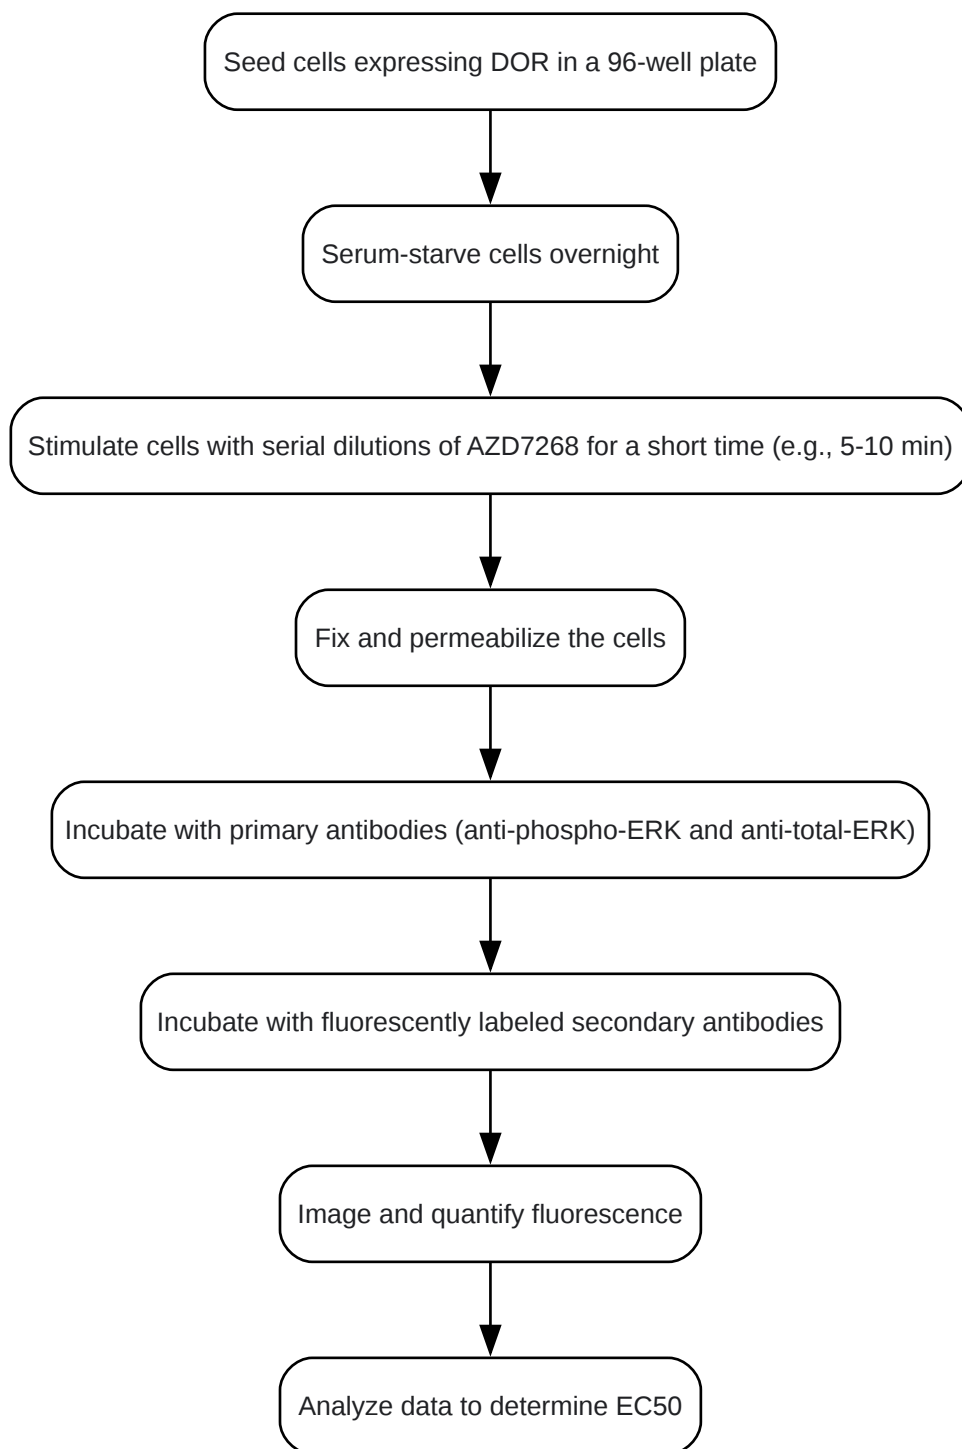 Seed cells expressing DOR in a 96-well plate
Serum-starve cells overnight
Stimulate cells with serial dilutions of AZD7268 for a short time (e.g., 5-10 min)
Fix and permeabilize the cells
Incubate with primary antibodies (anti-phospho-ERK and anti-total-ERK)
Incubate with fluorescently labeled secondary antibodies
Image and quantify fluorescence
Analyze data to determine EC50